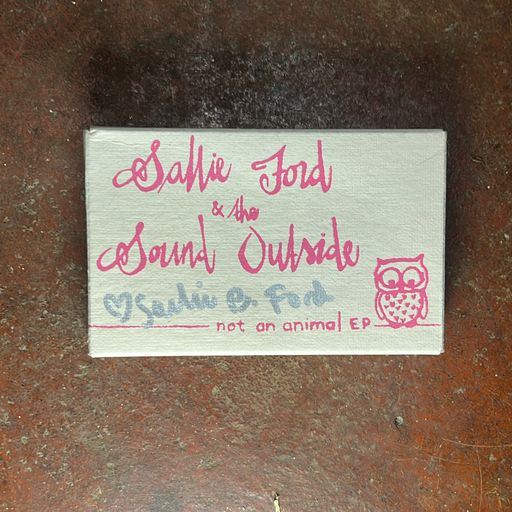 Sallie Ford
& the
Sound Outside
♡ Sallie B. Ford
not an animal EP